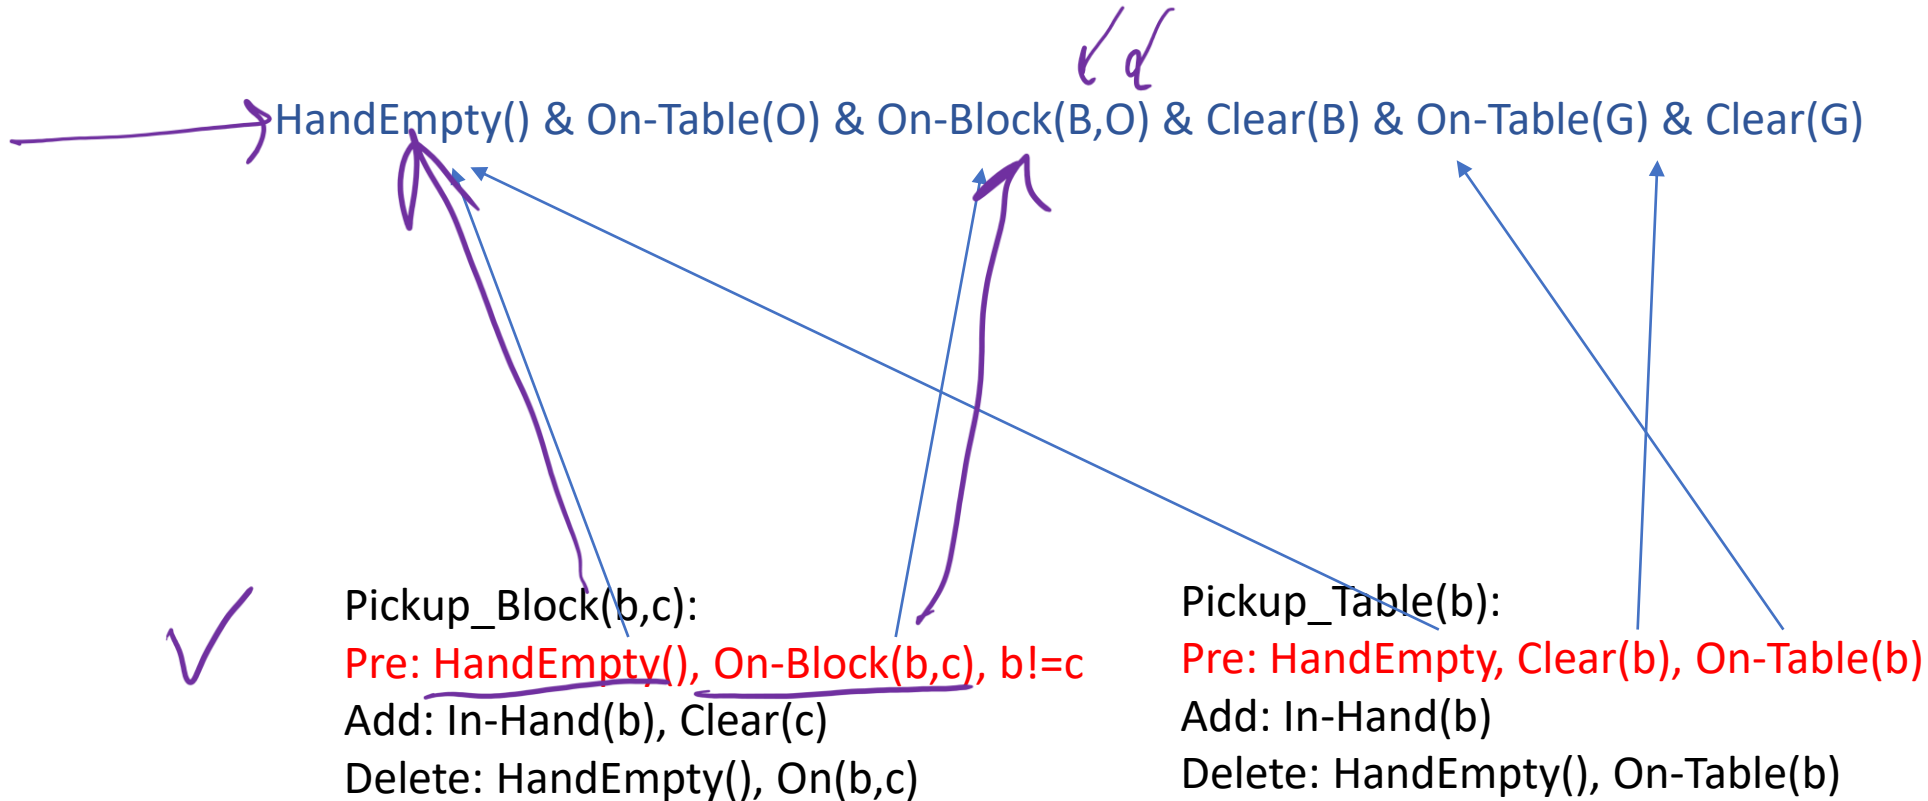 HandEmpty() & On-Table(O) & On-Block(B,O) & Clear(B) & On-Table(G) & Clear(G)
Pickup_Block(b,c):
Pre: HandEmpty(), On-Block(b,c), b!=c
Add: In-Hand(b), Clear(c)
Delete: HandEmpty(), On(b,c)
Pickup_Table(b):
Pre: HandEmpty, Clear(b), On-Table(b)
Add: In-Hand(b)
Delete: HandEmpty(), On-Table(b)